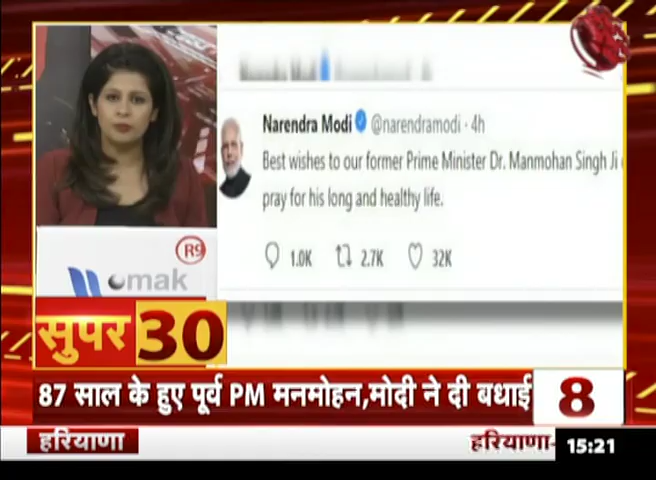 Narendra Modi @narendramodi · 4h
Best wishes to our former Prime Minister Dr. Manmohan Singh Ji
pray for his long and healthy life.
1.0K 2.7K 32K
R9
omak
सुपर 30
87 साल के हुए पूर्व PM मनमोहन,मोदी ने दी बधाई 8
हरियाणा हरियाणा- 15:21